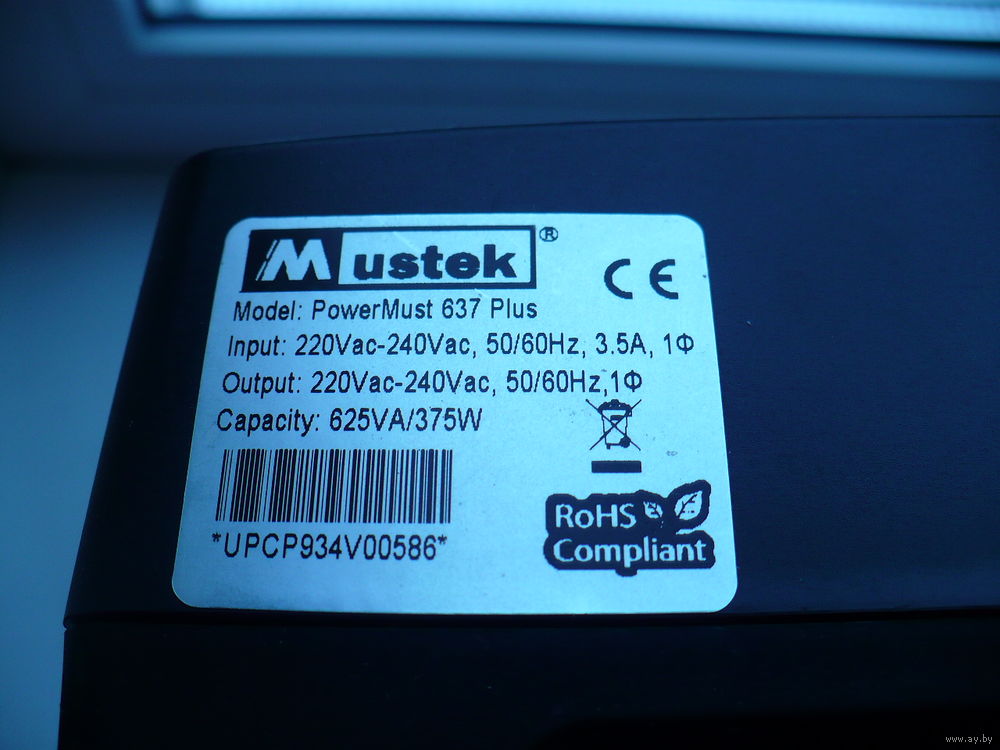 Mustek®
CE
Model: PowerMust 637 Plus
Input: 220Vac-240Vac, 50/60Hz, 3.5A, 1Φ
Output: 220Vac-240Vac, 50/60Hz,1Φ
Capacity: 625VA/375W
*UPCP934V00586*
RoHS
Compliant
www.ay.by